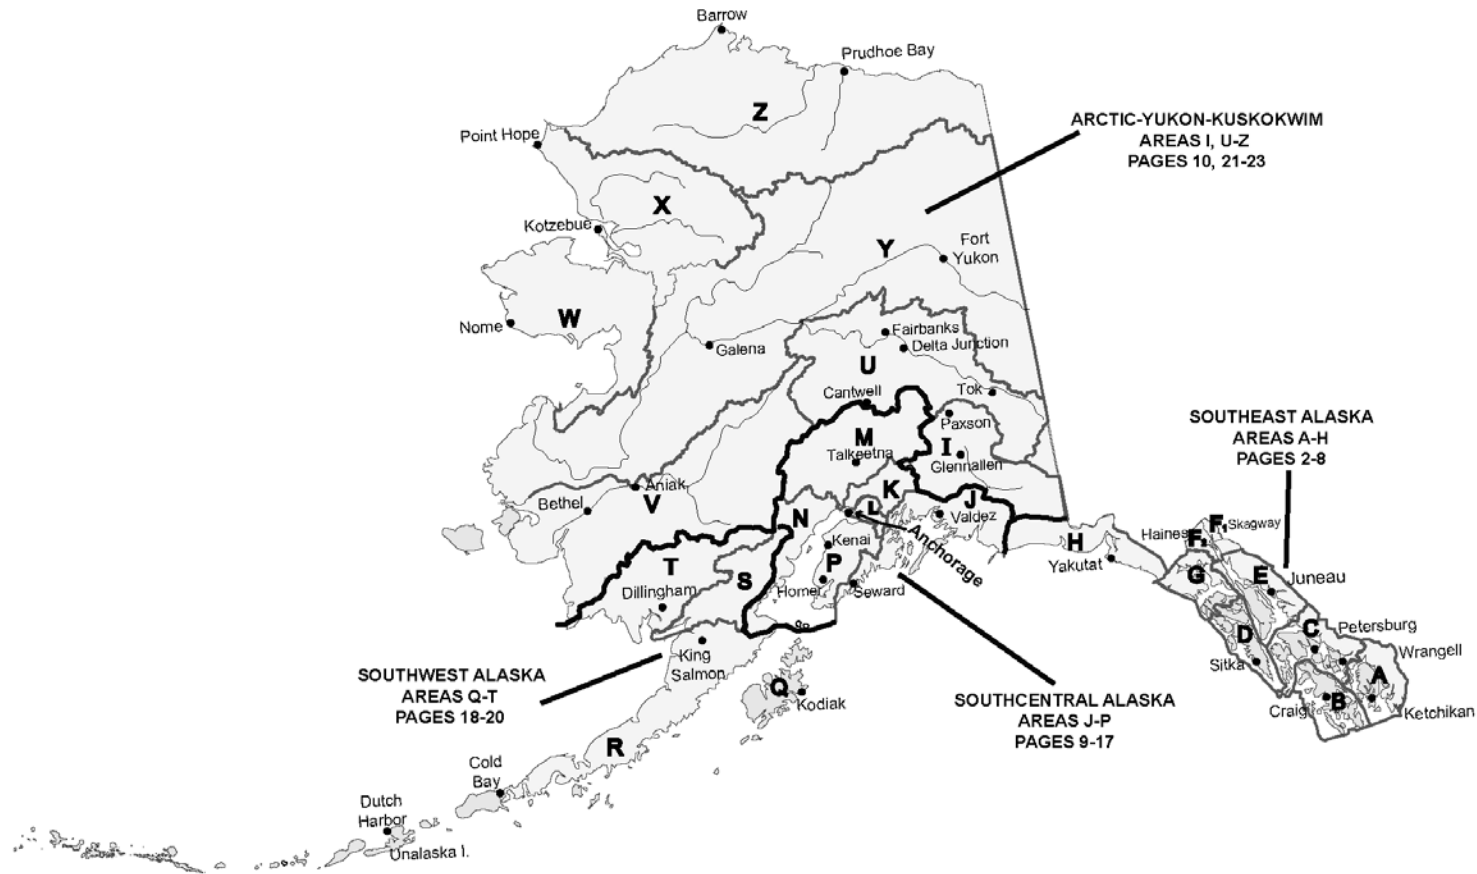 Barrow
Prudhoe Bay
Z
ARCTIC-YUKON-KUSKOKWIM
AREAS I, U-Z
PAGES 10, 21-23
Point Hope
X
Kotzebue
Y
Fort
Yukon
W
Nome
Galena
Fairbanks
Delta Junction
U
Cantwell
Tok
Paxson
M
Talkeetna
I
Glennallen
SOUTHEAST ALASKA
AREAS A-H
PAGES 2-8
Aniak
Bethel
V
K
J
L
N
Valdez
Anchorage
Kenai
P
Homer
Seward
H
Yakutat
Haines
F1
Skagway
F2
G
E
Juneau
T
S
Dillingham
D
C
Petersburg
Sitka
Wrangell
A
B
Craig
Ketchikan
King
Salmon
SOUTHWEST ALASKA
AREAS Q-T
PAGES 18-20
Q
Kodiak
SOUTHCENTRAL ALASKA
AREAS J-P
PAGES 9-17
R
Cold
Bay
Dutch
Harbor
Unalaska I.